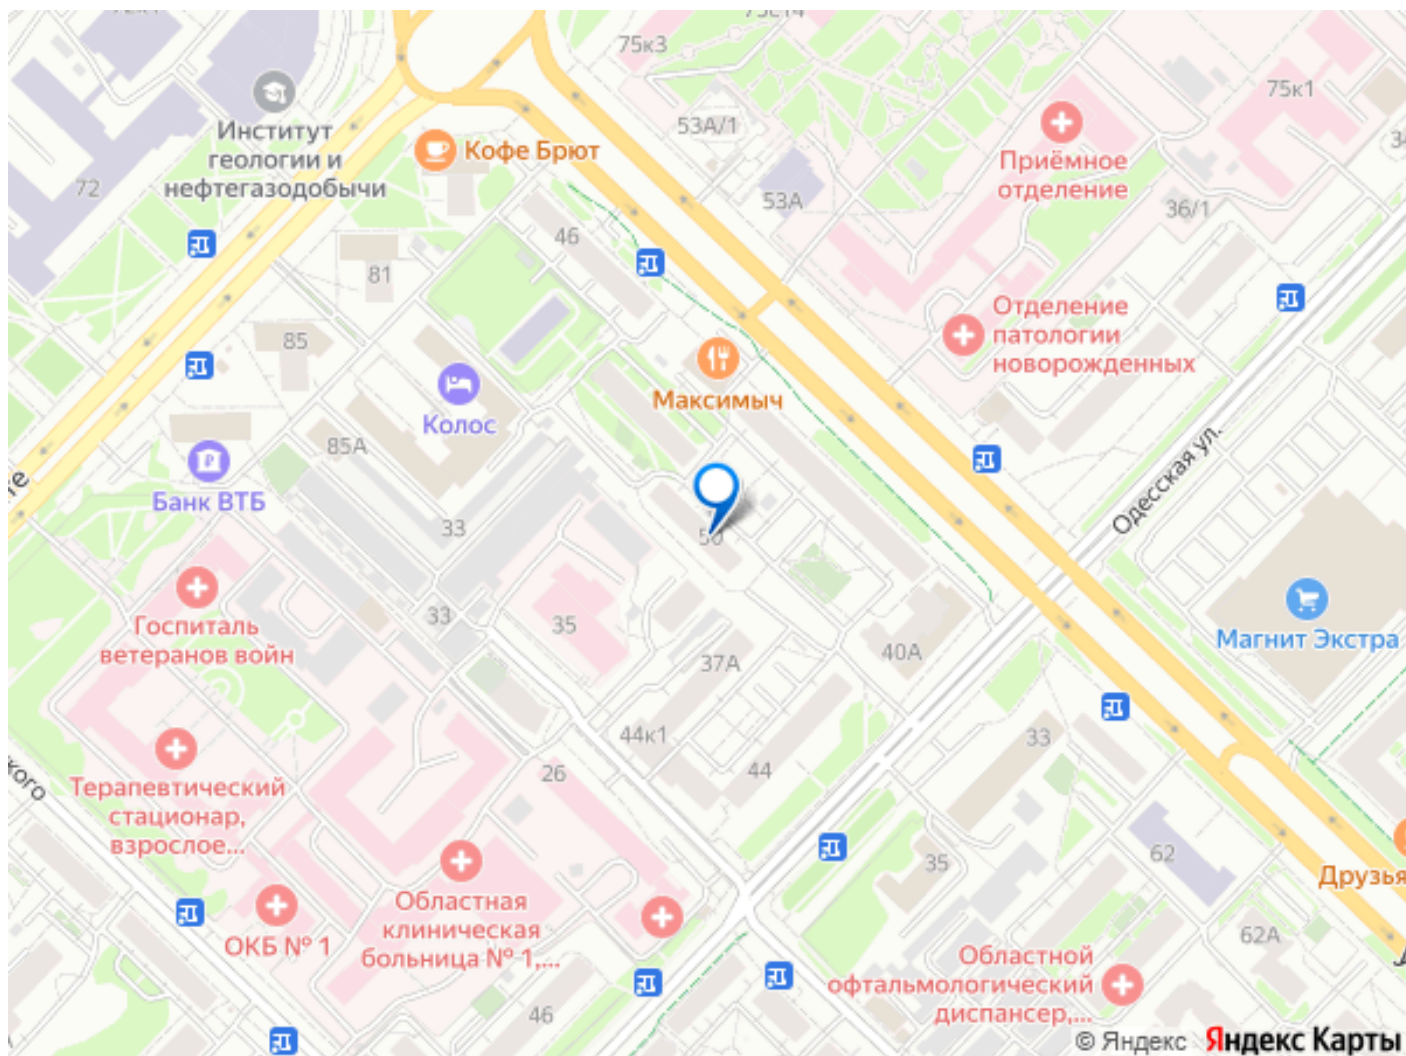 75к3
75к1
Институт
геологии и
нефтегазодобычи
72
Кофе Брют
53А/1
53А
Приёмное
отделение
36/1
46
81
85
Отделение
патологии
новорожденных
Максимыч
Колос
85А
Банк ВТБ
33
50
Одесская ул.
Госпиталь
ветеранов войн
33
35
37А
40А
Магнит Экстра
44к1
44
33
26
Терапевтический
стационар,
взрослое...
35
62
Друзья
62А
ОКБ № 1
Областная
клиническая
больница № 1,...
46
Областной
офтальмологический
диспансер,...
© Яндекс Яндекс Карты